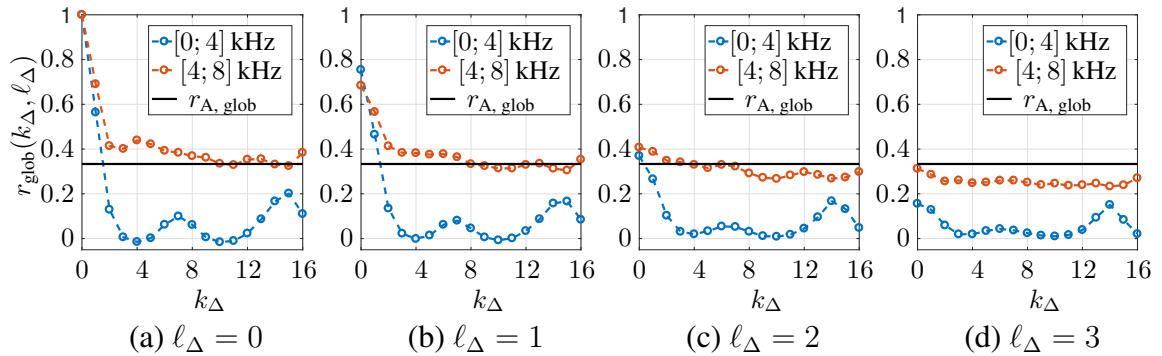 r_glob(k_Δ, ℓ_Δ)
1
0.8
0.6
0.4
0.2
0
[0; 4] kHz
[4; 8] kHz
r_A, glob
0 4 8 12 16
k_Δ
(a) ℓ_Δ = 0
1
0.8
0.6
0.4
0.2
0
[0; 4] kHz
[4; 8] kHz
r_A, glob
0 4 8 12 16
k_Δ
(b) ℓ_Δ = 1
1
0.8
0.6
0.4
0.2
0
[0; 4] kHz
[4; 8] kHz
r_A, glob
0 4 8 12 16
k_Δ
(c) ℓ_Δ = 2
1
0.8
0.6
0.4
0.2
0
[0; 4] kHz
[4; 8] kHz
r_A, glob
0 4 8 12 16
k_Δ
(d) ℓ_Δ = 3